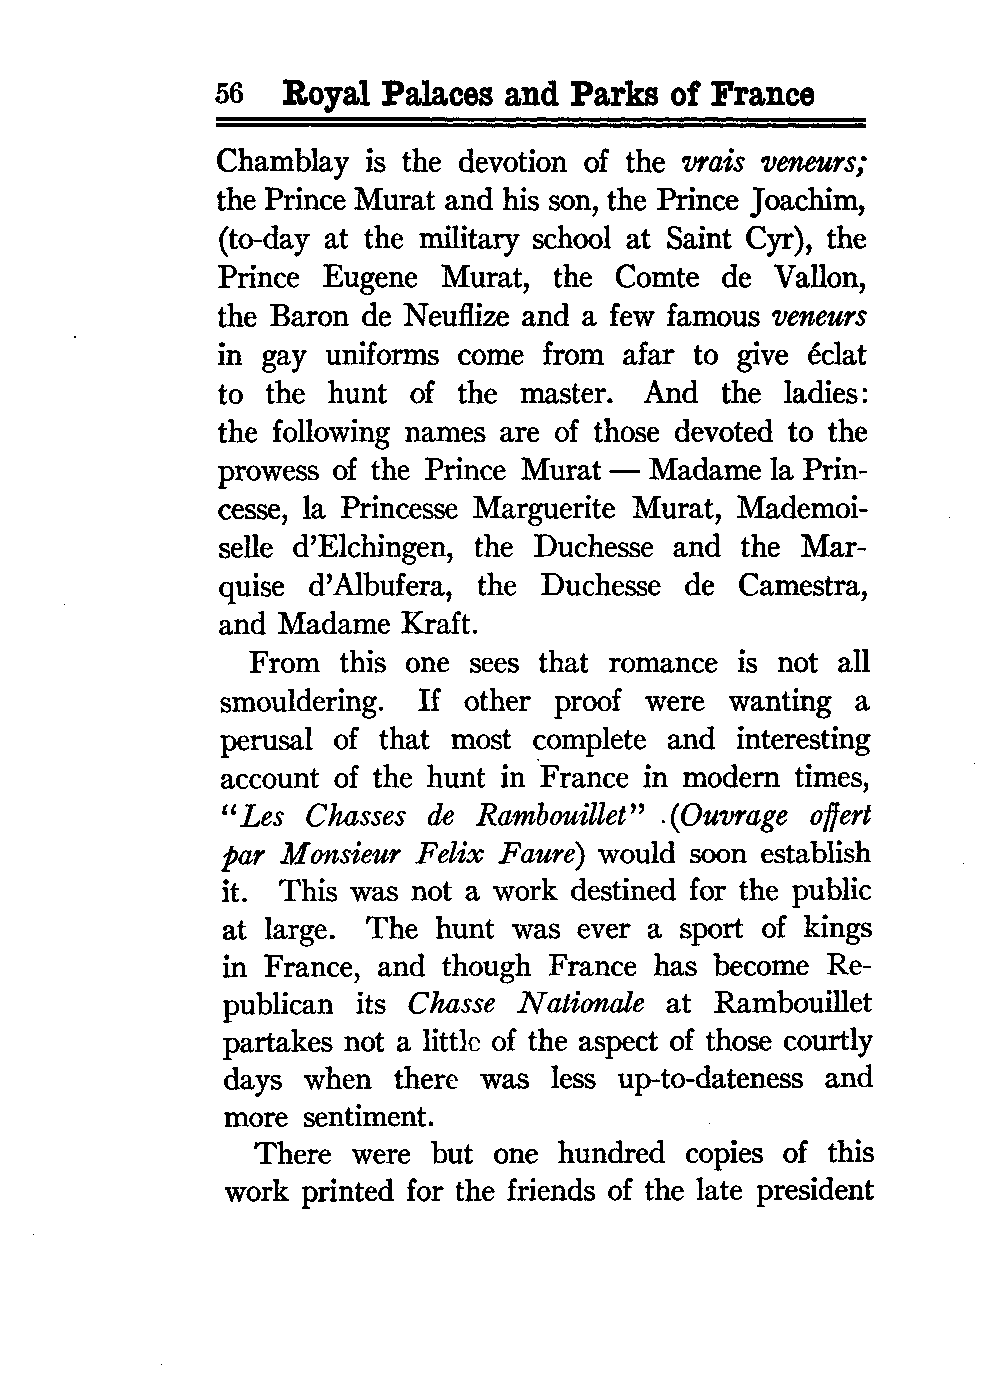 56 Royal Palaces and Parks of France
Chamblay is the devotion of the vrais veneurs;
the Prince Murat and his son, the Prince Joachim,
(to-day at the military school at Saint Cyr), the
Prince Eugene Murat, the Comte de Vallon,
the Baron de Neuflize and a few famous veneurs
in gay uniforms come from afar to give éclat
to the hunt of the master. And the ladies:
the following names are of those devoted to the
prowess of the Prince Murat — Madame la Prin-
cesse, la Princesse Marguerite Murat, Mademoi-
selle d'Elchingen, the Duchesse and the Mar-
quise d'Albufera, the Duchesse de Camestra,
and Madame Kraft.
From this one sees that romance is not all
smouldering. If other proof were wanting a
perusal of that most complete and interesting
account of the hunt in France in modern times,
"Les Chasses de Rambouillet" (Ouvrage offert
par Monsieur Felix Faure) would soon establish
it. This was not a work destined for the public
at large. The hunt was ever a sport of kings
in France, and though France has become Re-
publican its Chasse Nationale at Rambouillet
partakes not a little of the aspect of those courtly
days when there was less up-to-dateness and
more sentiment.
There were but one hundred copies of this
work printed for the friends of the late president